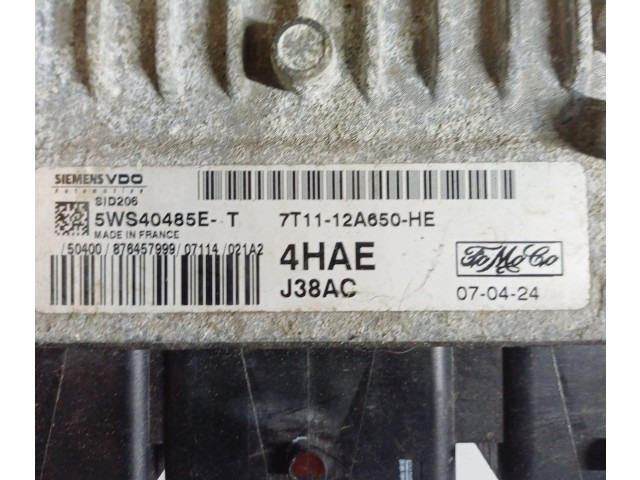 SIEMENS VDO
Automotive
SID206
5WS40485E- T 7T11-12A650-HE
MADE IN FRANCE
/50400/876457999/07114/021A2
4HAE
FoMoCo
J38AC
07-04-24